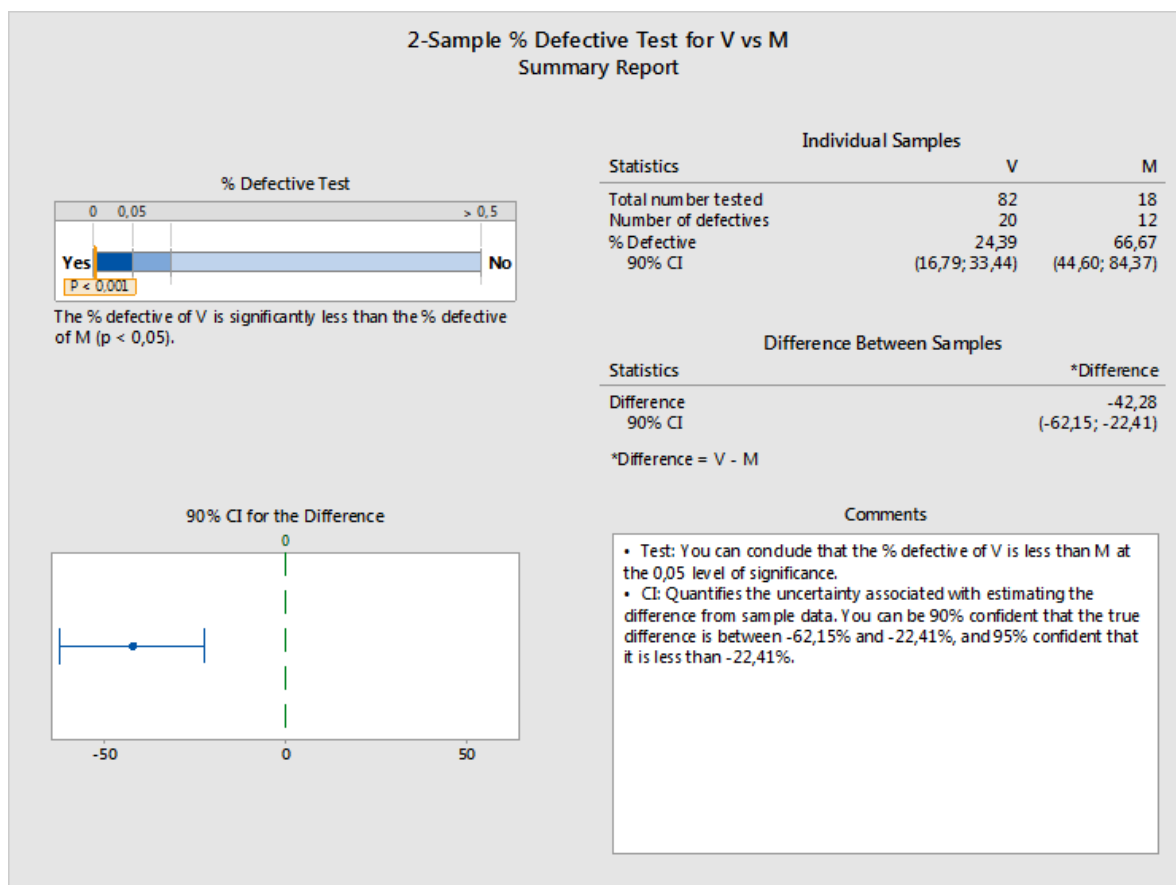 2-Sample % Defective Test for V vs M
Summary Report
% Defective Test
0 0,05 > 0,5
Yes No
P < 0,001
The % defective of V is significantly less than the % defective
of M (p < 0,05).
Individual Samples
Statistics V M
Total number tested 82 18
Number of defectives 20 12
% Defective 24,39 66,67
90% CI (16,79; 33,44) (44,60; 84,37)
Difference Between Samples
Statistics *Difference
Difference -42,28
90% CI (-62,15; -22,41)
*Difference = V - M
90% CI for the Difference
0
-50 0 50
Comments
• Test: You can conclude that the % defective of V is less than M at
the 0,05 level of significance.
• CI: Quantifies the uncertainty associated with estimating the
difference from sample data. You can be 90% confident that the true
difference is between -62,15% and -22,41%, and 95% confident that
it is less than -22,41%.